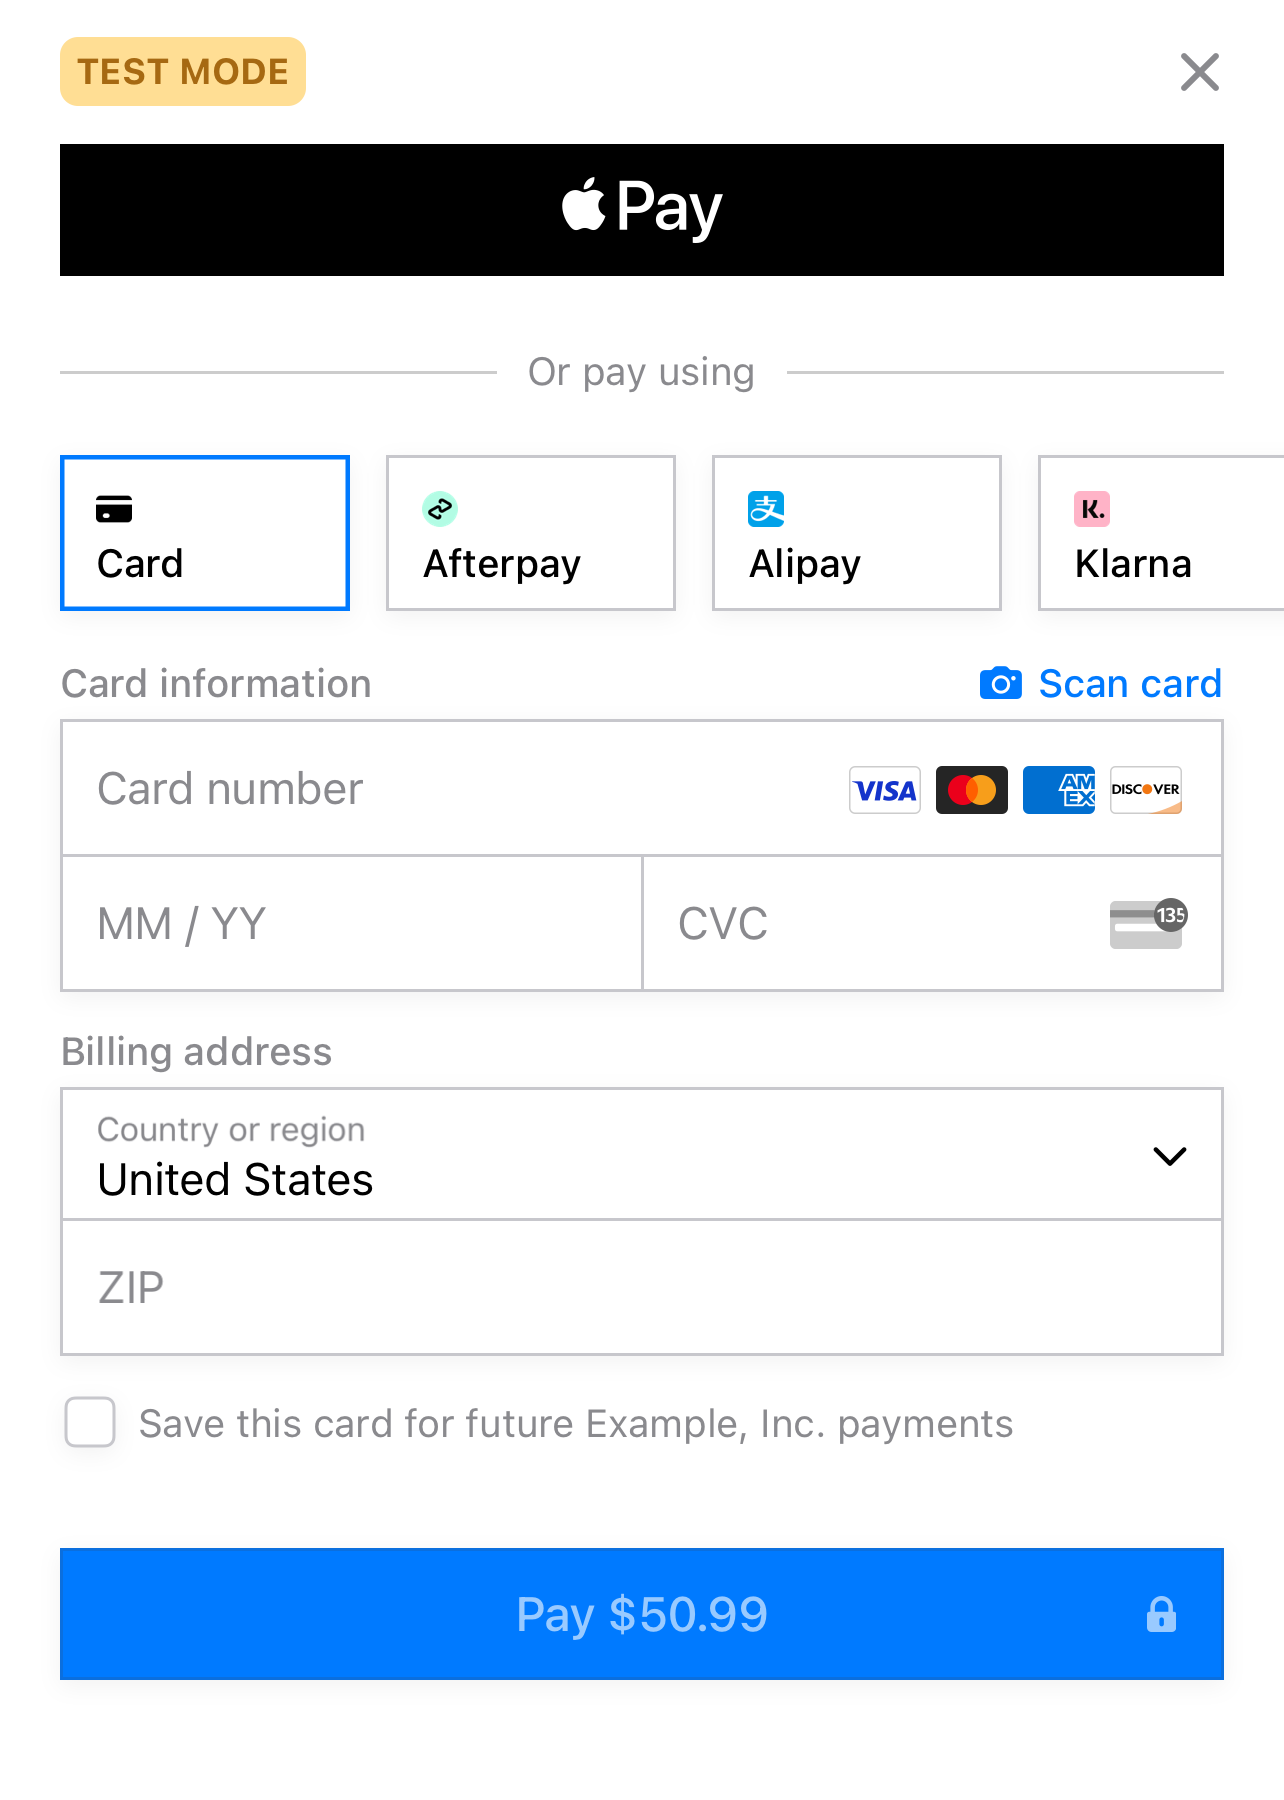 TEST MODE
Pay
Or pay using
支
K.
Card
Afterpay
Alipay
Klarna
Card information
Scan card
Card number
VISA
AM
EX
DISCOVER
MM / YY
CVC
135
Billing address
Country or region
United States
ZIP
Save this card for future Example, Inc. payments
Pay $50.99